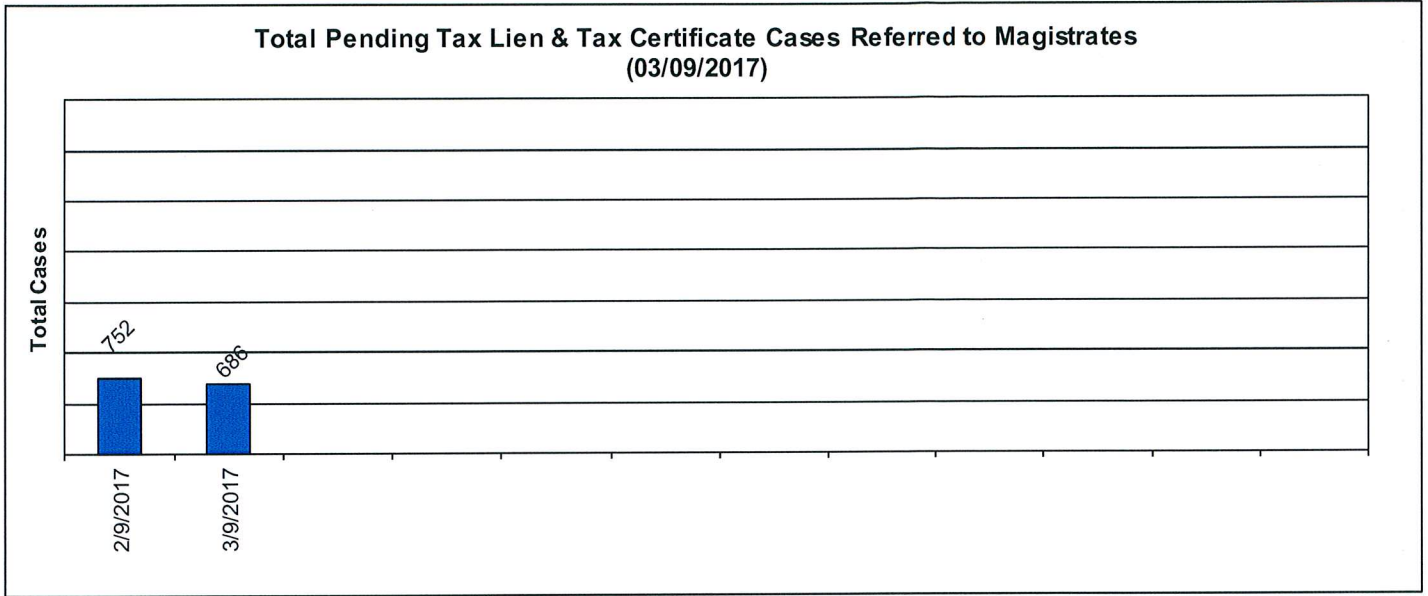 Total Pending Tax Lien & Tax Certificate Cases Referred to Magistrates
(03/09/2017)
Total Cases
752
686
2/9/2017
3/9/2017